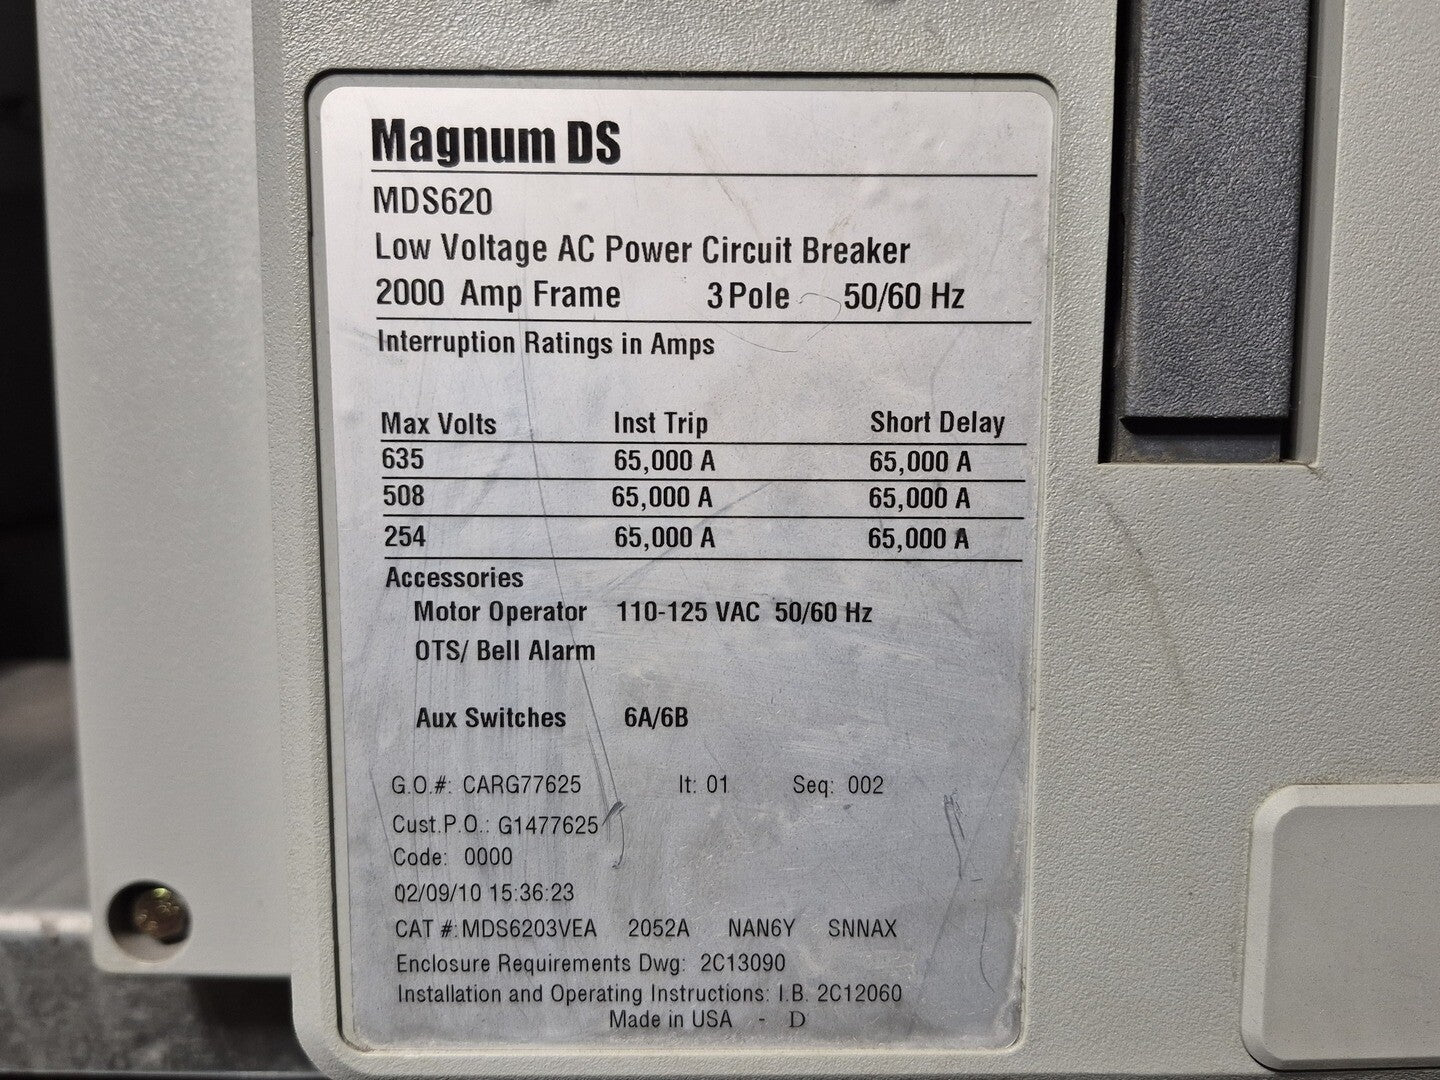 Magnum DS
MDS620
Low Voltage AC Power Circuit Breaker
2000 Amp Frame 3 Pole 50/60 Hz
Interruption Ratings in Amps
Max Volts Inst Trip Short Delay
635 65,000 A 65,000 A
508 65,000 A 65,000 A
254 65,000 A 65,000 A
Accessories
Motor Operator 110-125 VAC 50/60 Hz
OTS/ Bell Alarm
Aux Switches 6A/6B
G.O.#: CARG77625 It: 01 Seq: 002
Cust.P.O.: G1477625
Code: 0000
02/09/10 15:36:23
CAT #:MDS6203VEA 2052A NAN6Y SNNAX
Enclosure Requirements Dwg: 2C13090
Installation and Operating Instructions: I.B. 2C12060
Made in USA - D